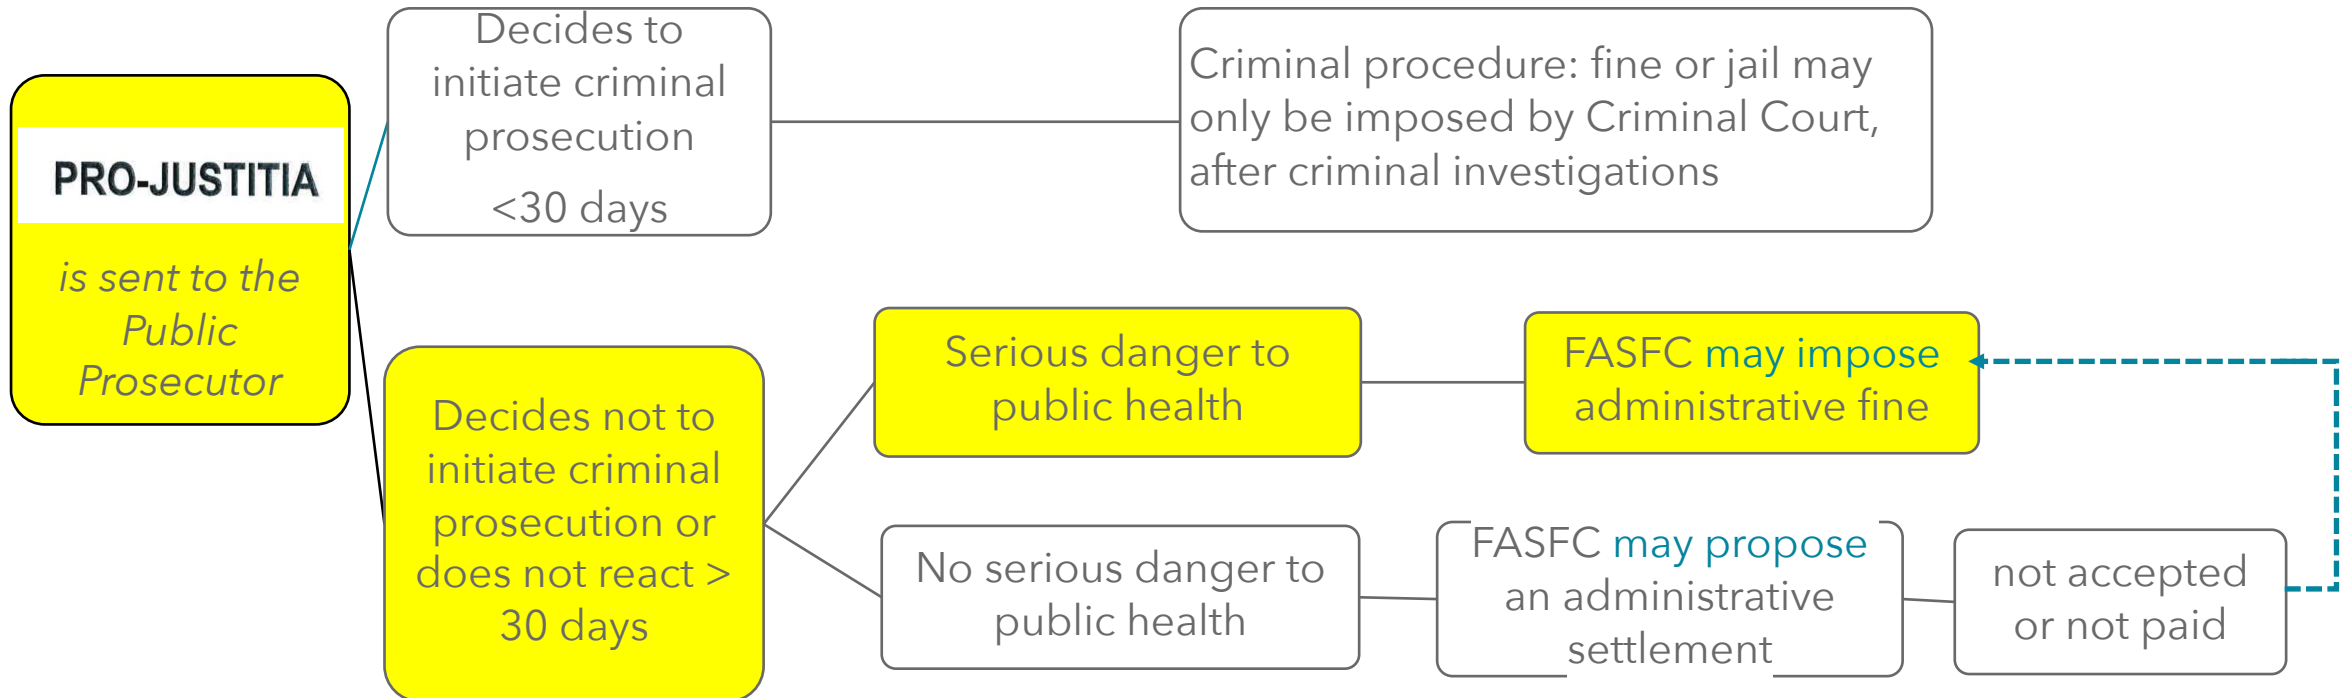 PRO-JUSTITIA
is sent to the
Public
Prosecutor
Decides to
initiate criminal
prosecution
<30 days
Criminal procedure: fine or jail may
only be imposed by Criminal Court,
after criminal investigations
Decides not to
initiate criminal
prosecution or
does not react >
30 days
Serious danger to
public health
FASFC may impose
administrative fine
No serious danger to
public health
FASFC may propose
an administrative
settlement
not accepted
or not paid